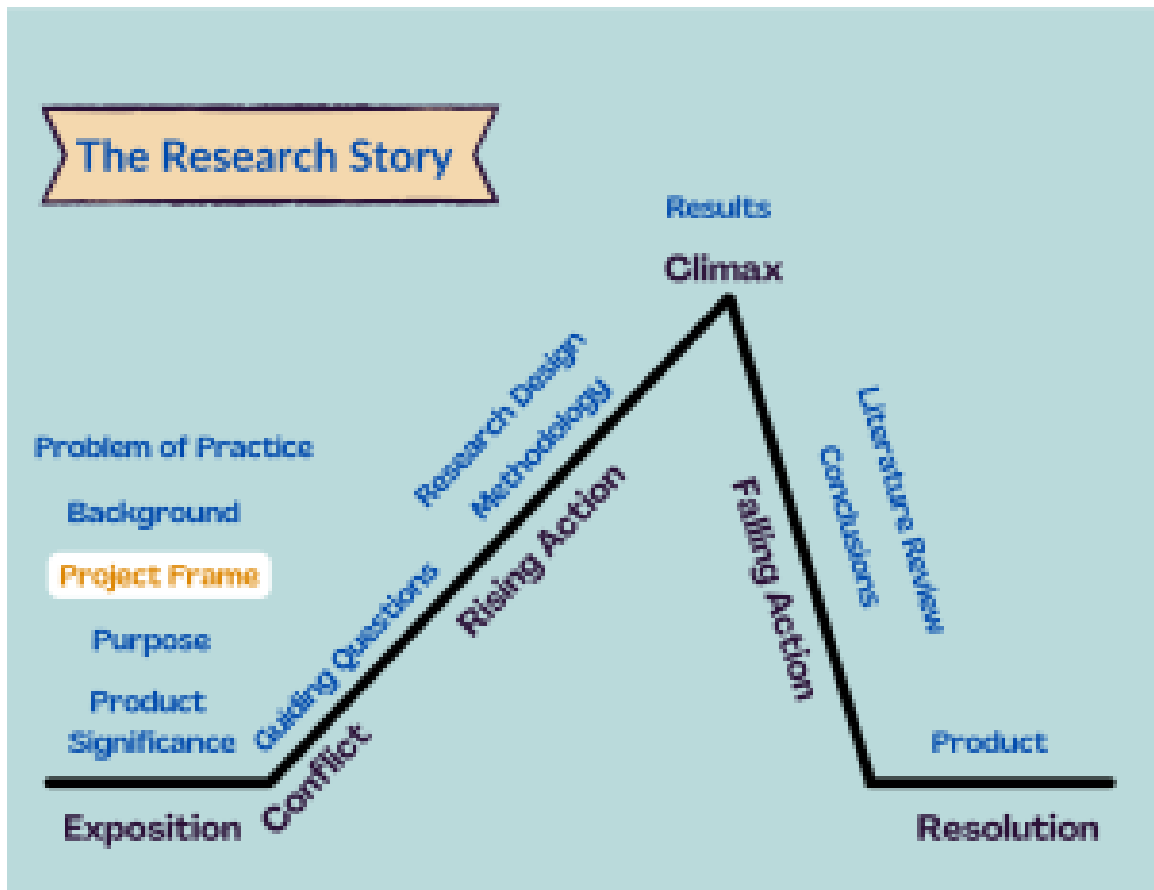 The Research Story
Results
Climax
Research Design
Methodology
Rising Action
Problem of Practice
Background
Project Frame
Purpose
Product
Significance
Guiding Questions
Conflict
Exposition
Literature Review
Conclusions
Falling Action
Product
Resolution